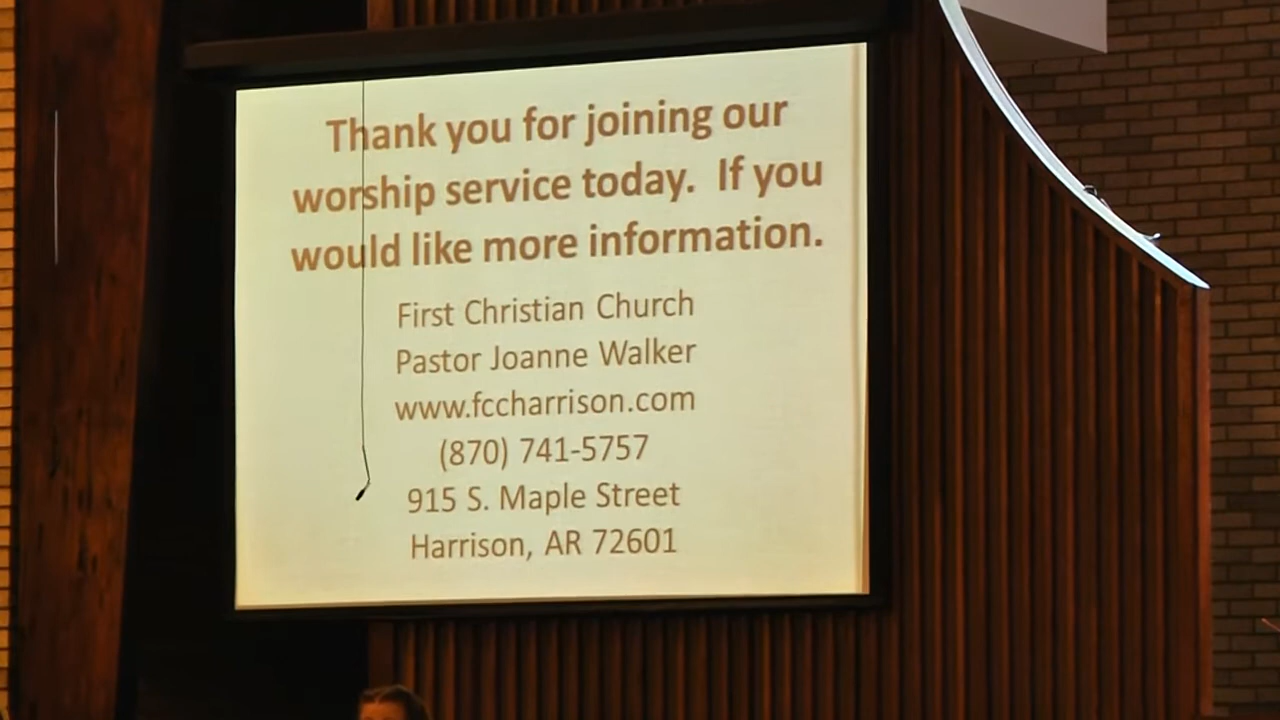 Thank you for joining our
worship service today.  If you
would like more information.
First Christian Church
Pastor Joanne Walker
www.fccharrison.com
(870) 741-5757
915 S. Maple Street
Harrison, AR 72601